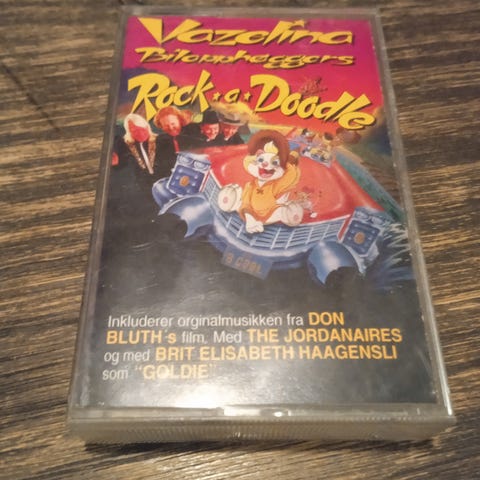 Vazelina
Bilopphøggers
Rock·a·Doodle
B COOL
Inkluderer orginalmusikken fra DON
BLUTH's film. Med THE JORDANAIRES
og med BRIT ELISABETH HAAGENSLI
som "GOLDIE"